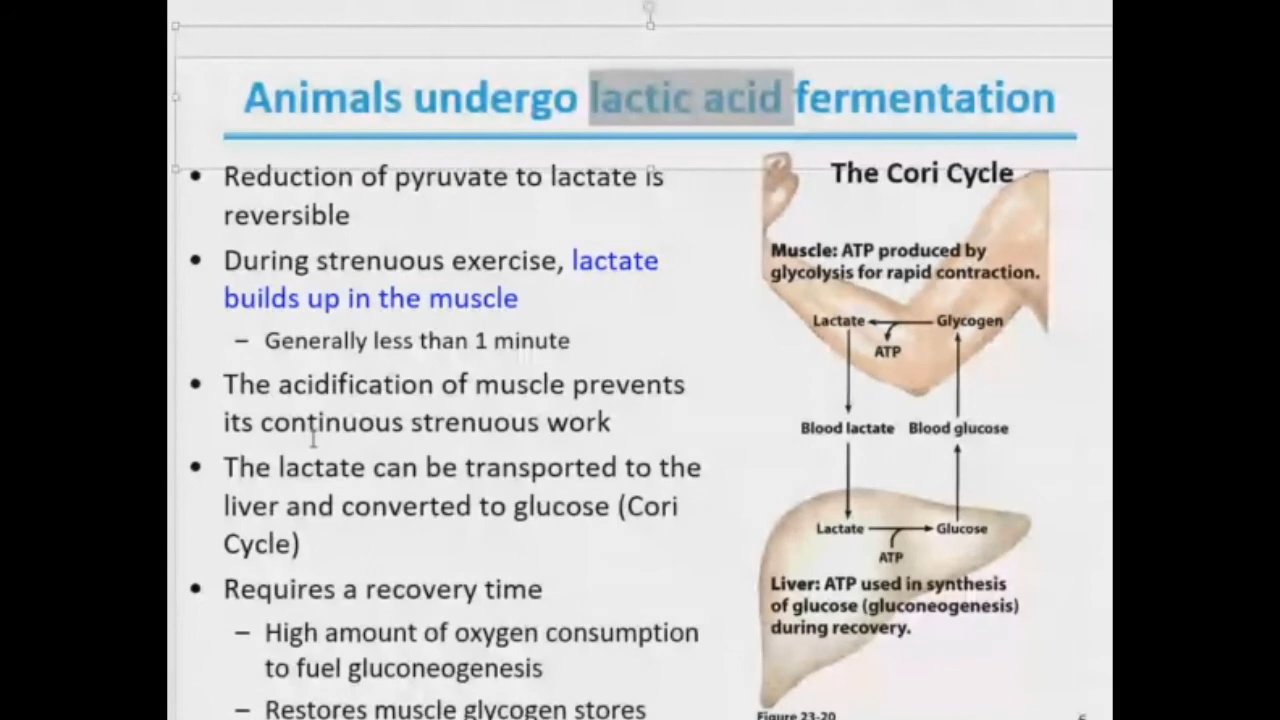 Animals undergo lactic acid fermentation
• Reduction of pyruvate to lactate is
reversible
• During strenuous exercise, lactate
builds up in the muscle
– Generally less than 1 minute
• The acidification of muscle prevents
its continuous strenuous work
• The lactate can be transported to the
liver and converted to glucose (Cori
Cycle)
• Requires a recovery time
– High amount of oxygen consumption
to fuel gluconeogenesis
– Restores muscle glycogen stores
The Cori Cycle
Muscle: ATP produced by
glycolysis for rapid contraction.
Lactate Glycogen
ATP
Blood lactate Blood glucose
Lactate Glucose
ATP
Liver: ATP used in synthesis
of glucose (gluconeogenesis)
during recovery.
Figure 23-20